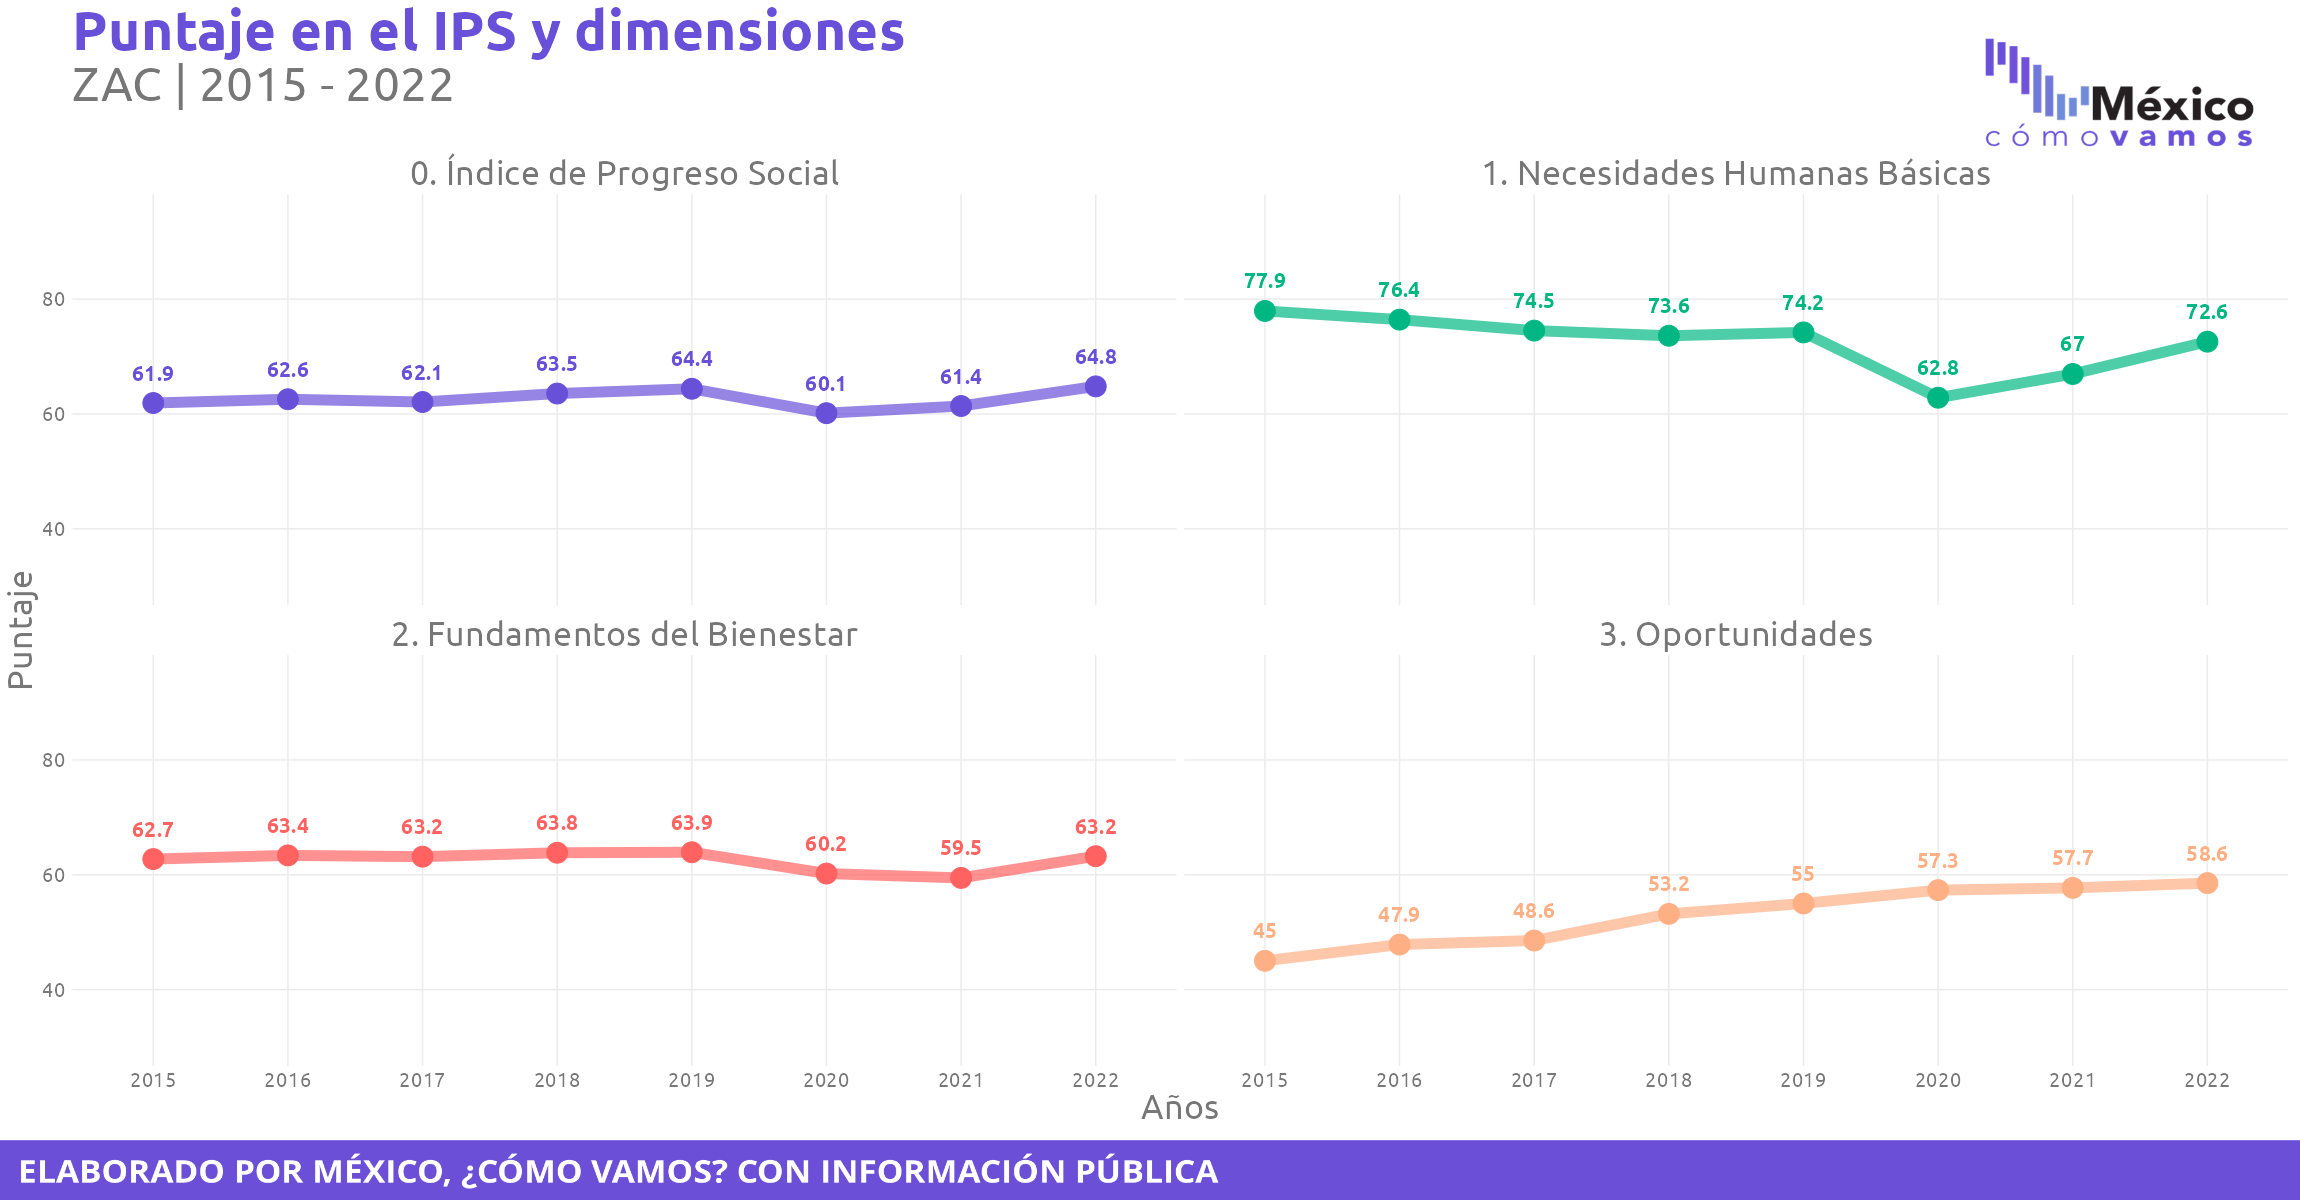 Puntaje en el IPS y dimensiones
ZAC | 2015 - 2022
México
cómovamos
0. Índice de Progreso Social
80
60
40
61.9 62.6 62.1 63.5 64.4 60.1 61.4 64.8
1. Necesidades Humanas Básicas
77.9 76.4 74.5 73.6 74.2 62.8 67 72.6
Puntaje
2. Fundamentos del Bienestar
80
60
40
62.7 63.4 63.2 63.8 63.9 60.2 59.5 63.2
2015 2016 2017 2018 2019 2020 2021 2022
3. Oportunidades
45 47.9 48.6 53.2 55 57.3 57.7 58.6
2015 2016 2017 2018 2019 2020 2021 2022
Años
ELABORADO POR MÉXICO, ¿CÓMO VAMOS? CON INFORMACIÓN PÚBLICA